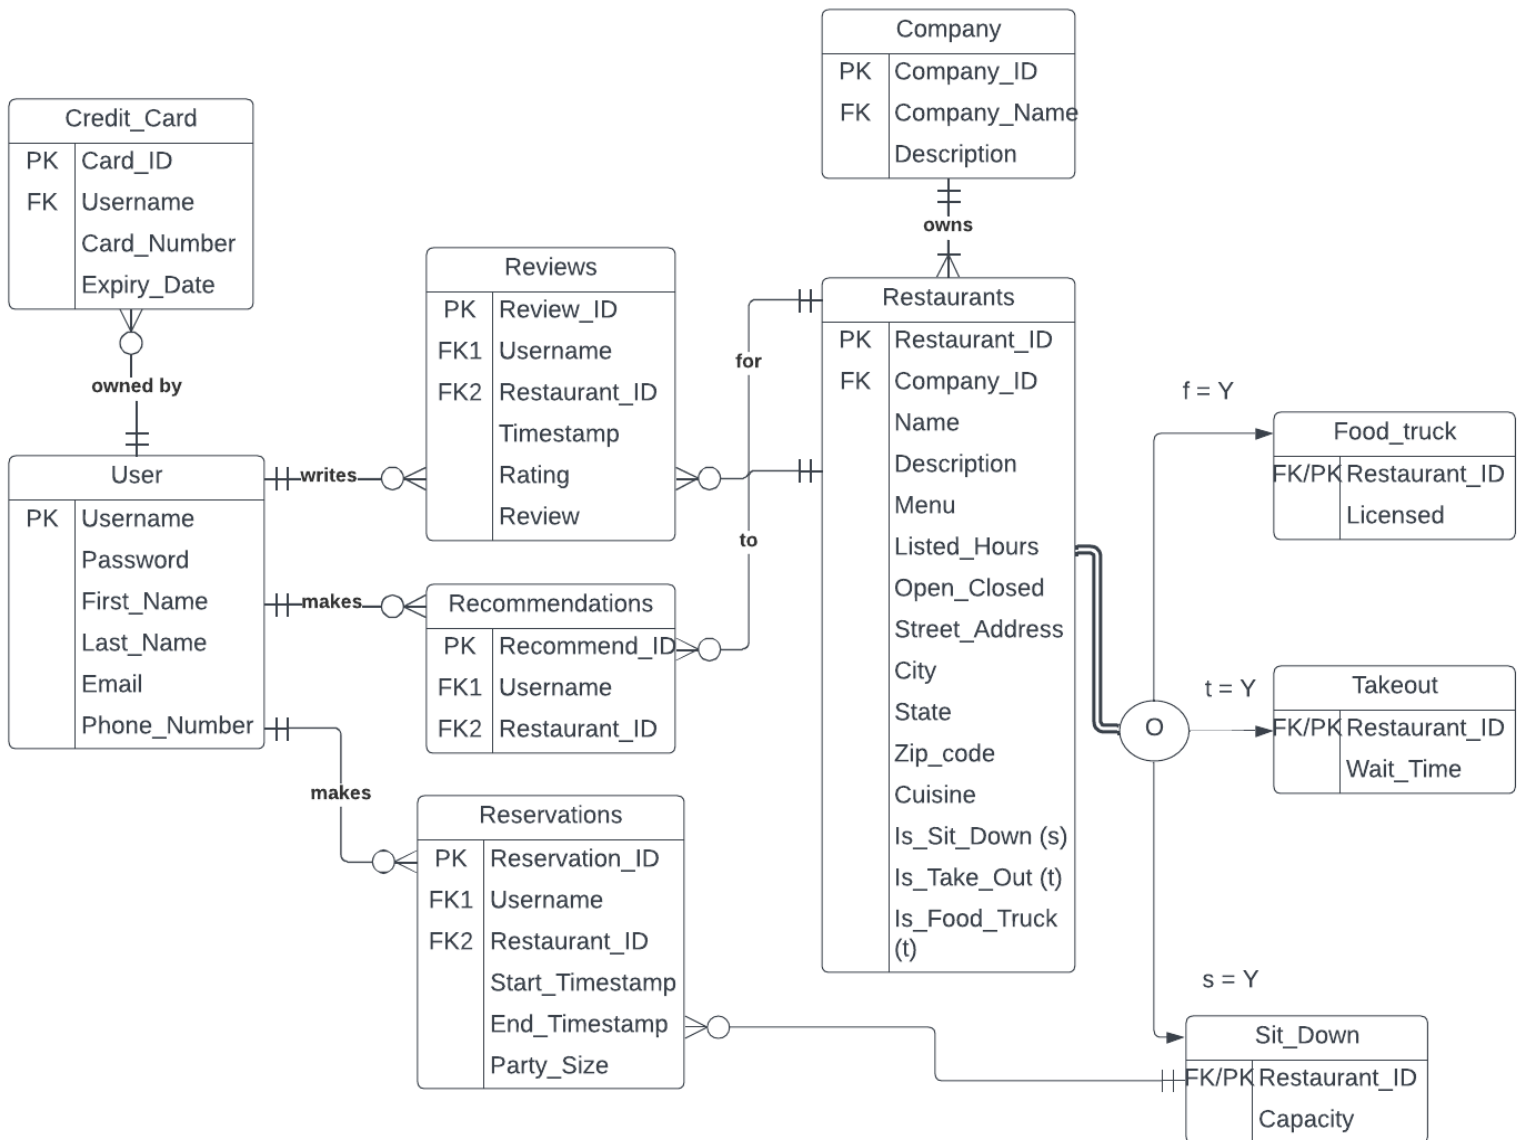 Company
PK Company_ID
FK Company_Name
Description
owns
Credit_Card
PK Card_ID
FK Username
Card_Number
Expiry_Date
owned by
User
PK Username
Password
First_Name
Last_Name
Email
Phone_Number
writes
makes
makes
Reviews
PK Review_ID
FK1 Username
FK2 Restaurant_ID
Timestamp
Rating
Review
Recommendations
PK Recommend_ID
FK1 Username
FK2 Restaurant_ID
Reservations
PK Reservation_ID
FK1 Username
FK2 Restaurant_ID
Start_Timestamp
End_Timestamp
Party_Size
for
to
Restaurants
PK Restaurant_ID
FK Company_ID
Name
Description
Menu
Listed_Hours
Open_Closed
Street_Address
City
State
Zip_code
Cuisine
Is_Sit_Down (s)
Is_Take_Out (t)
Is_Food_Truck
(t)
O
f = Y
Food_truck
FK/PK Restaurant_ID
Licensed
t = Y
Takeout
FK/PK Restaurant_ID
Wait_Time
s = Y
Sit_Down
FK/PK Restaurant_ID
Capacity